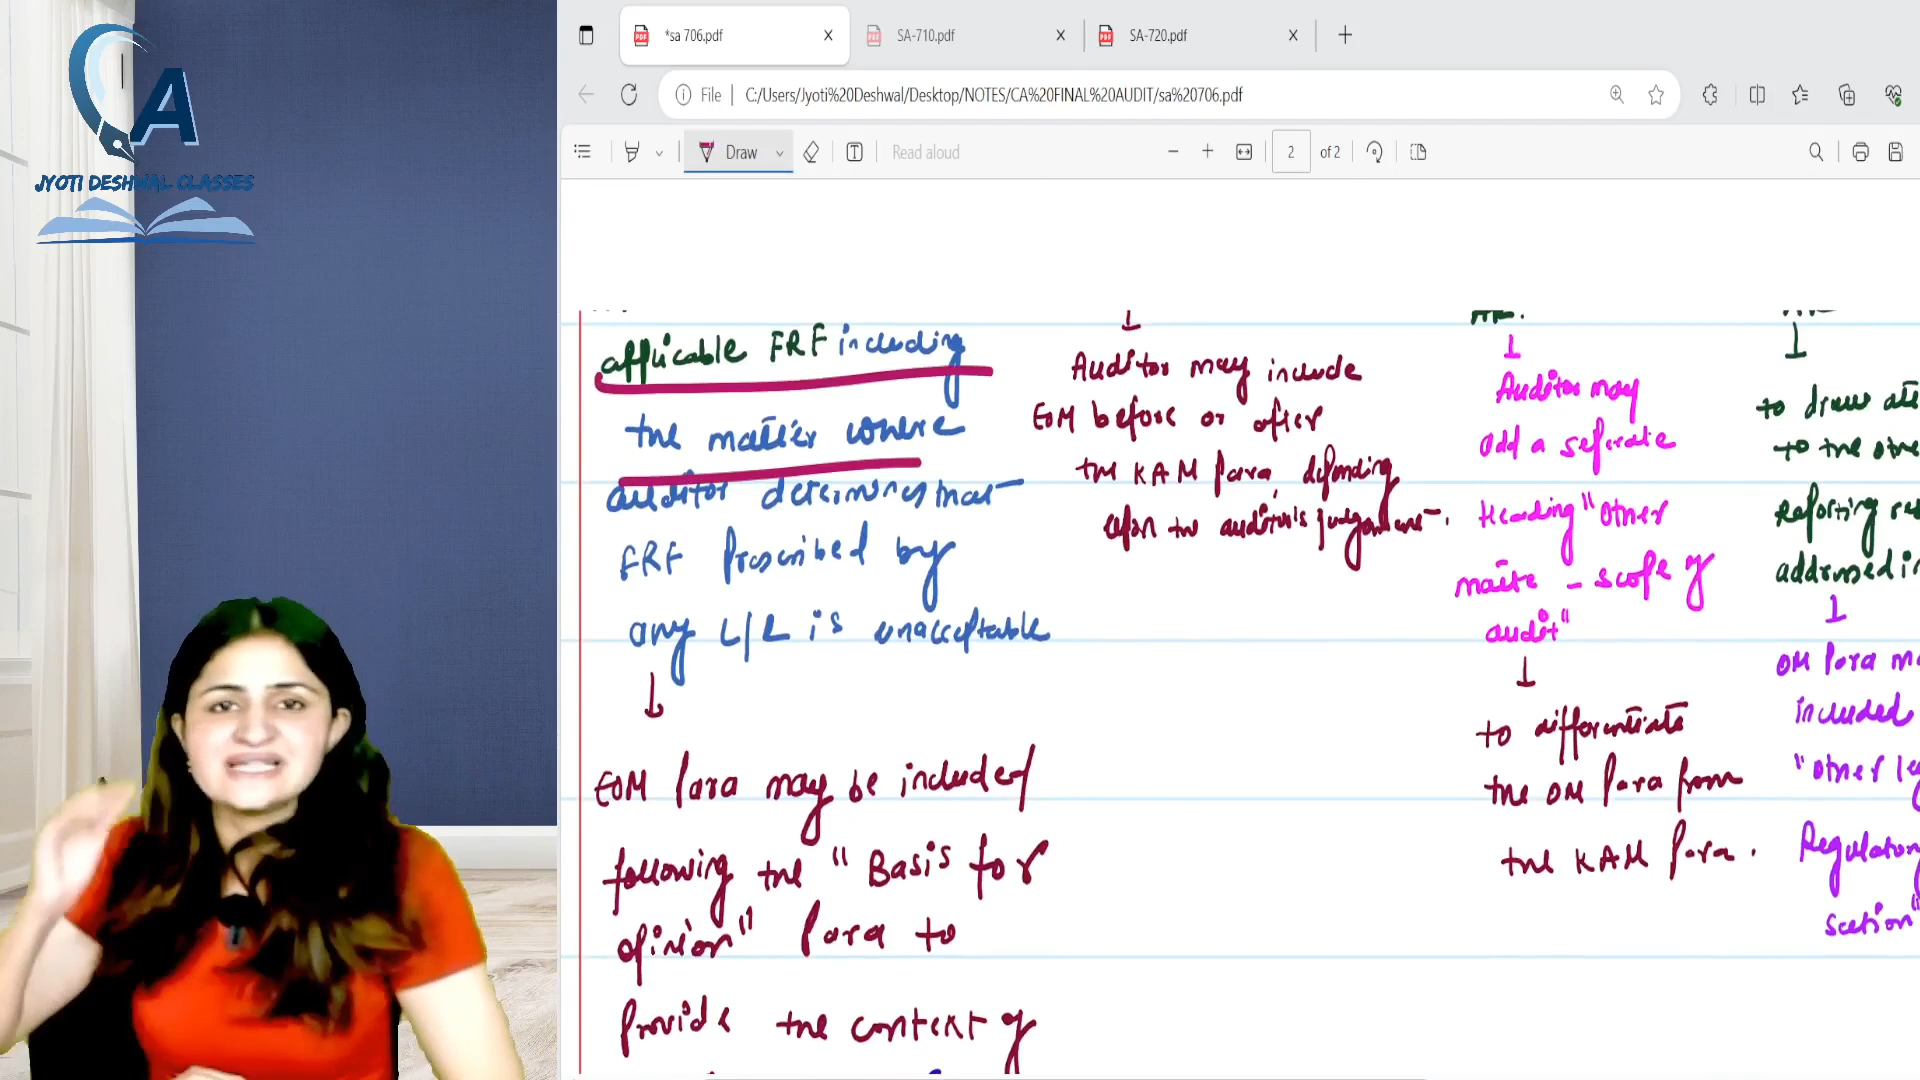 CA
JYOTI DESHWAL CLASSES
*sa 706.pdf
SA-710.pdf
SA-720.pdf
File
C:/Users/Jyoti%20Deshwal/Desktop/NOTES/CA%20FINAL%20AUDIT/sa%20706.pdf
Draw
Read aloud
2 of 2
applicable FRF including
the matter where
auditor determines that
FRF Prescribed by
any L/R is unacceptable
EOM Para may be included
following the "Basis for
opinion" Para to
Provide the context of
Auditor may include
EOM before or after
the KAM Para, depending
upon the auditor's judgement.
AR.
Auditor may
add a seperate
Heading "other
matter - scope of
audit"
to differentiate
the OM Para from
the KAM Para.
to draw
to the
Reporting
addressed in
OM Para
included
"other
Regulatory
section"